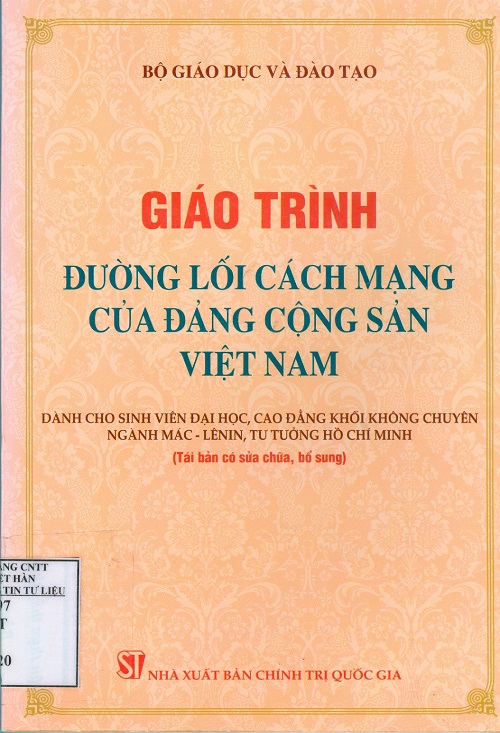 BỘ GIÁO DỤC VÀ ĐÀO TẠO
GIÁO TRÌNH
ĐƯỜNG LỐI CÁCH MẠNG
CỦA ĐẢNG CỘNG SẢN
VIỆT NAM
DÀNH CHO SINH VIÊN ĐẠI HỌC, CAO ĐẲNG KHỐI KHÔNG CHUYÊN
NGÀNH MÁC - LÊNIN, TƯ TƯỞNG HỒ CHÍ MINH
(Tái bản có sửa chữa, bổ sung)
ẲNG CNTT
ỆT HÀN
TIN TƯ LIỆU
97
T
20
ST NHÀ XUẤT BẢN CHÍNH TRỊ QUỐC GIA